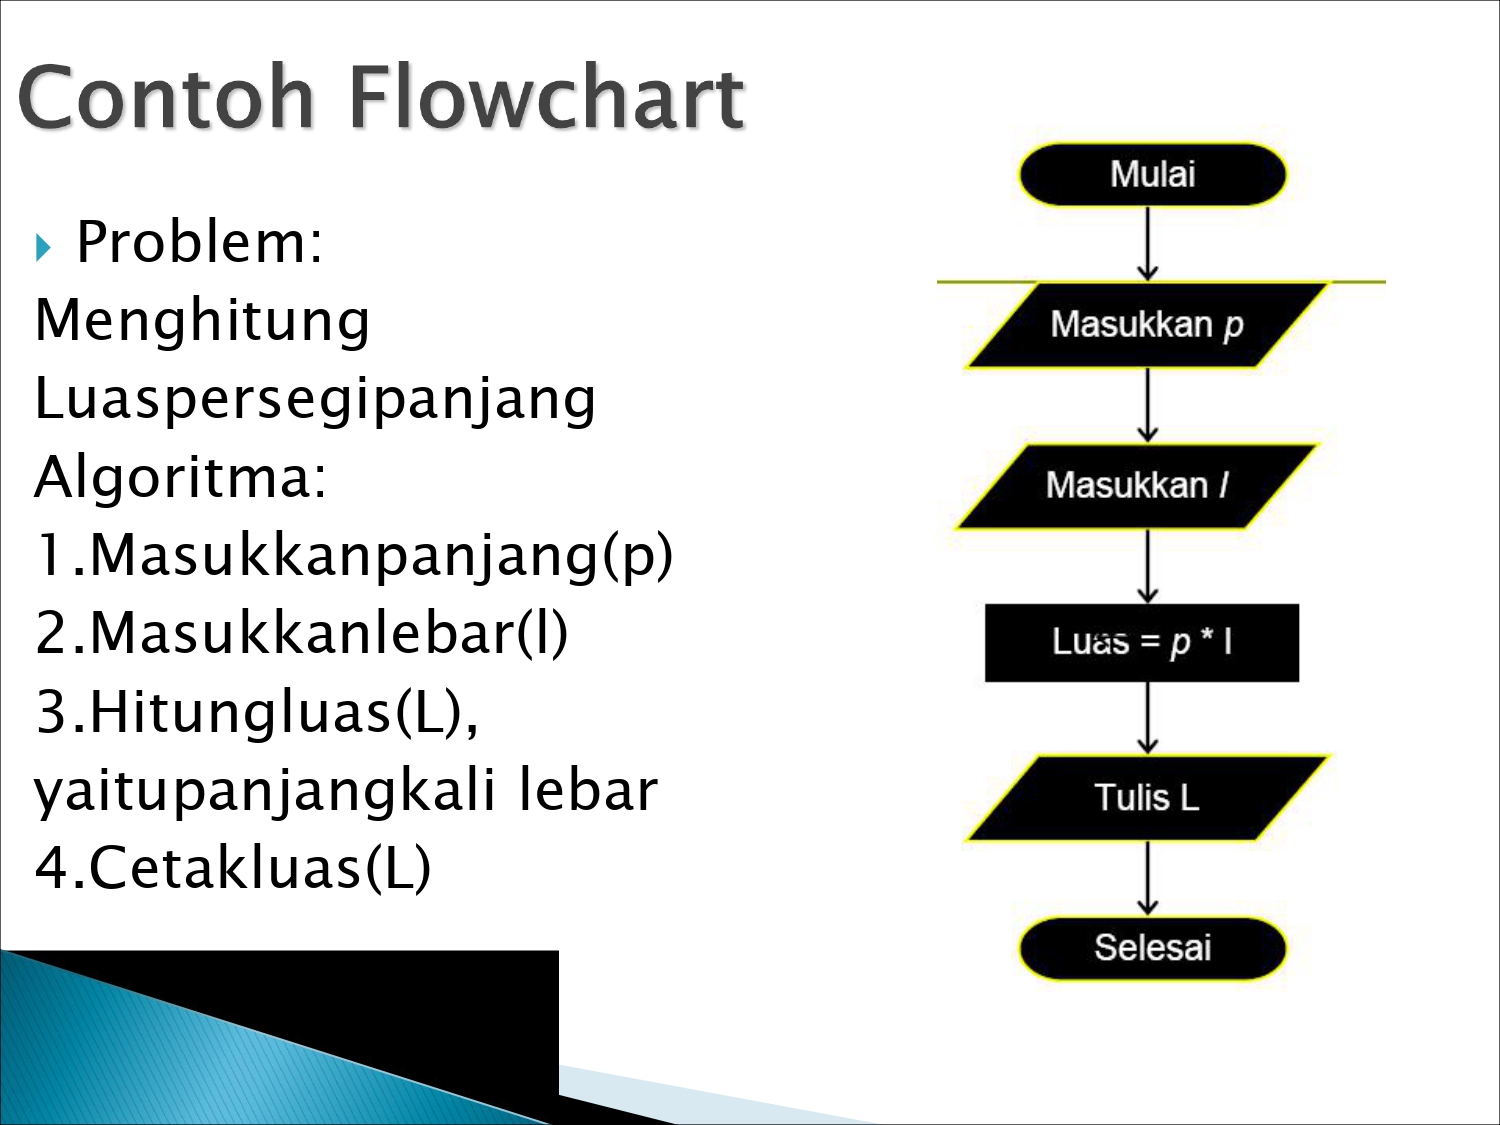 Contoh Flowchart
Problem:
Menghitung
Luaspersegipanjang
Algoritma:
1.Masukkanpanjang(p)
2.Masukkanlebar(l)
3.Hitungluas(L),
yaitupanjangkali lebar
4.Cetakluas(L)
Mulai
Masukkan p
Masukkan l
Luas = p * l
Tulis L
Selesai